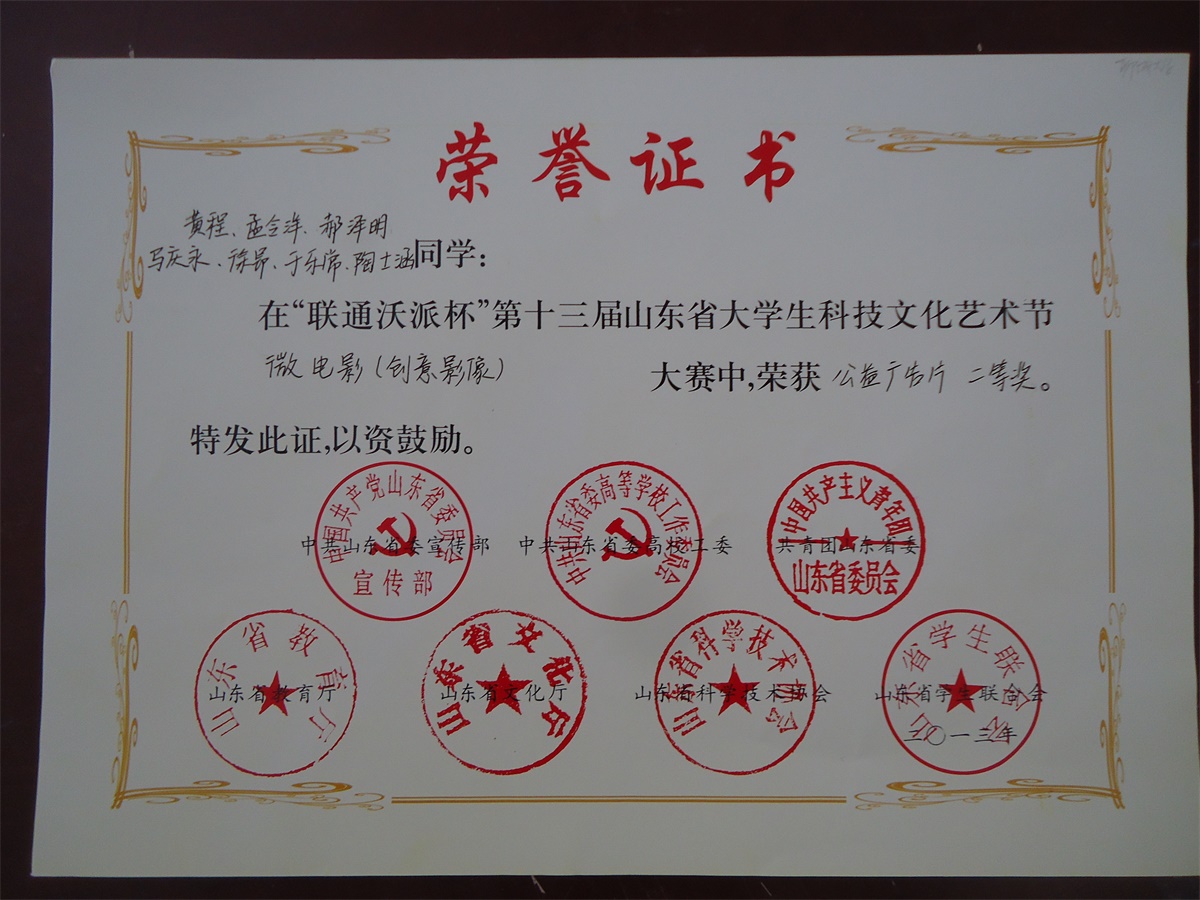 荣誉证书
黄程、孟令洋、郝泽明
马庆永、徐昂、于乐常、陶士涵同学：
在“联通沃派杯”第十三届山东省大学生科技文化艺术节
微电影（创意影像）大赛中，荣获公益广告片 二等奖。
特发此证，以资鼓励。
中国共产党山东省委员会
宣传部
中共山东省委宣传部
中共山东省委高等学校工作委员会
中共山东省委高校工委
中国共产主义青年团
山东省委员会
共青团山东省委
山东省教育厅
山东省教育厅
山东省文化厅
山东省文化厅
山东省科学技术协会
山东省科学技术协会
山东省学生联合会
山东省学生联合会
二〇一三年